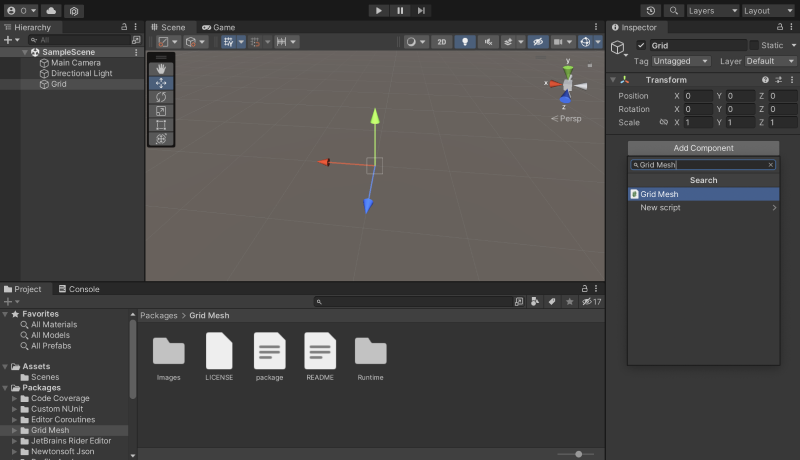 O
Layers
Layout
Hierarchy
All
SampleScene
Main Camera
Directional Light
Grid
Scene
Game
2D
y
x
z
Persp
Inspector
Grid
Static
Tag Untagged Layer Default
Transform
Position X 0 Y 0 Z 0
Rotation X 0 Y 0 Z 0
Scale X 1 Y 1 Z 1
Add Component
Grid Mesh
Search
Grid Mesh
New script
Project
Console
17
Favorites
All Materials
All Models
All Prefabs
Assets
Scenes
Packages
Code Coverage
Custom NUnit
Editor Coroutines
Grid Mesh
JetBrains Rider Editor
Newtonsoft Json
Packages > Grid Mesh
Images
LICENSE
package
README
Runtime